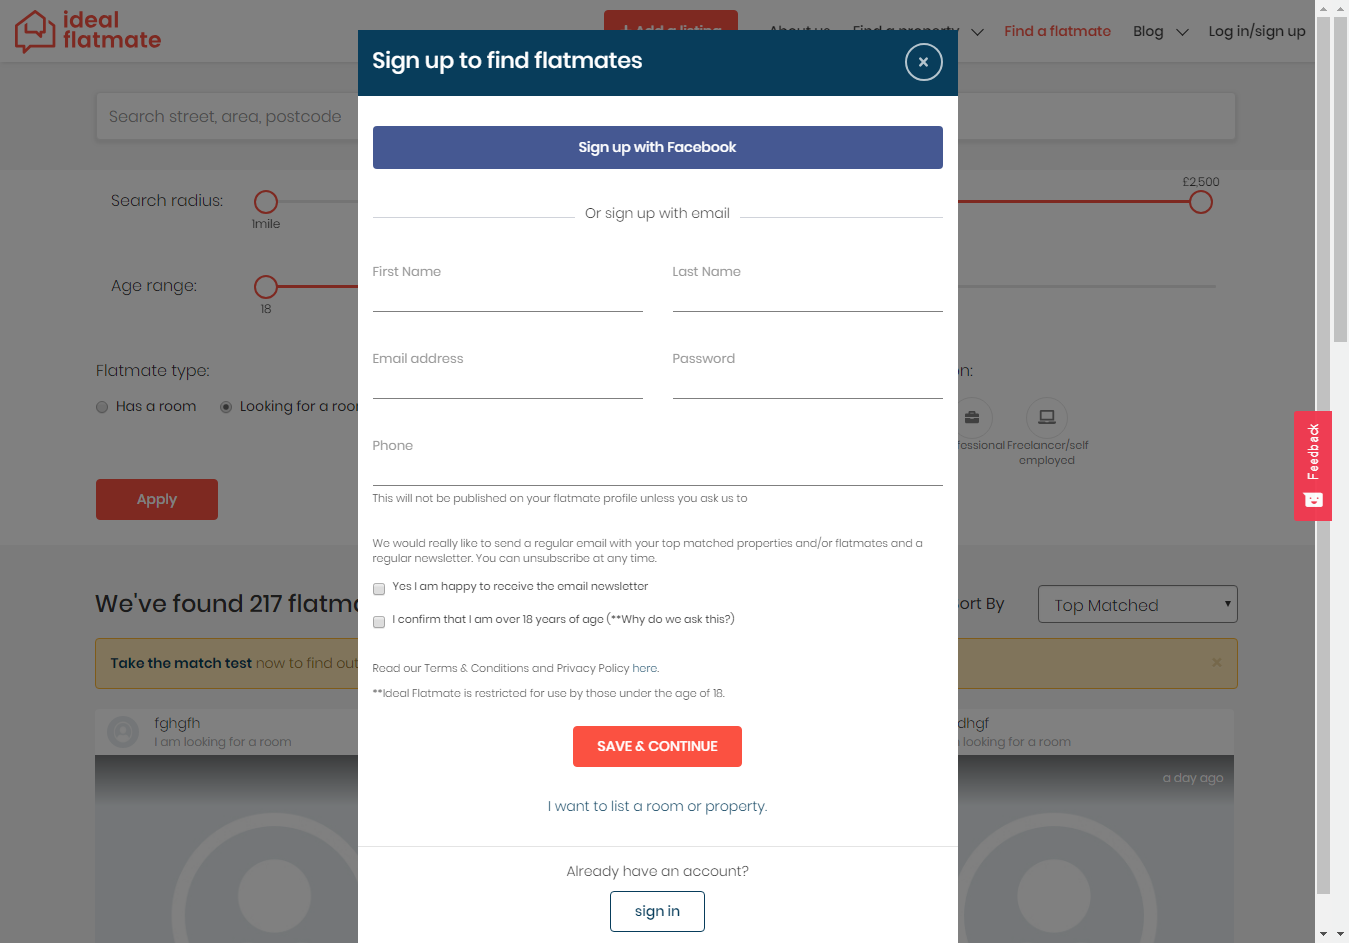 ideal
flatmate
Add a listing
About us
Find a property
Find a flatmate
Blog
Log in/sign up
Sign up to find flatmates
Search street, area, postcode
Sign up with Facebook
Search radius:
1mile
£2,500
Or sign up with email
Age range:
18
First Name
Last Name
Email address
Password
Flatmate type:
Has a room
Looking for a room
Phone
Freelancer/self
employed
Feedback
This will not be published on your flatmate profile unless you ask us to
Apply
We would really like to send a regular email with your top matched properties and/or flatmates and a
regular newsletter. You can unsubscribe at any time.
Yes I am happy to receive the email newsletter
I confirm that I am over 18 years of age (**Why do we ask this?)
We've found 217
Sort By
Top Matched
Take the match test now to find out
Read our Terms & Conditions and Privacy Policy here.
**Ideal Flatmate is restricted for use by those under the age of 18.
fghgfh
I am looking for a room
dhgf
looking for a room
a day ago
SAVE & CONTINUE
I want to list a room or property.
Already have an account?
sign in